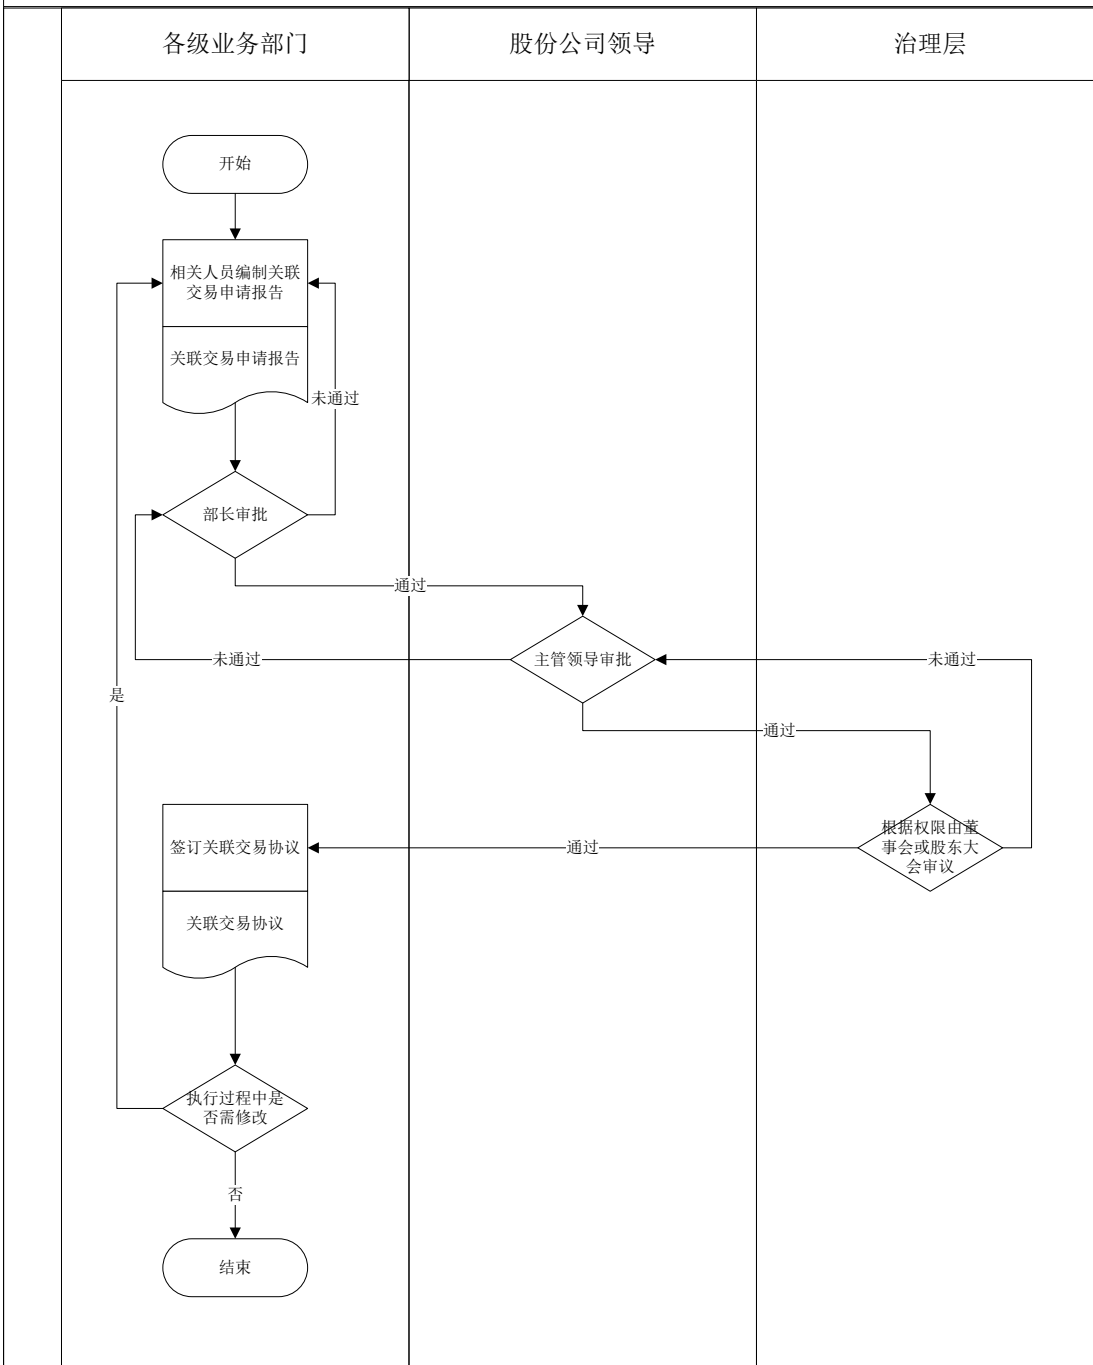 各级业务部门
股份公司领导
治理层
开始
相关人员编制关联
交易申请报告
关联交易申请报告
未通过
部长审批
通过
未通过
主管领导审批
未通过
是
通过
根据权限由董
事会或股东大
会审议
通过
签订关联交易协议
关联交易协议
执行过程中是
否需修改
否
结束